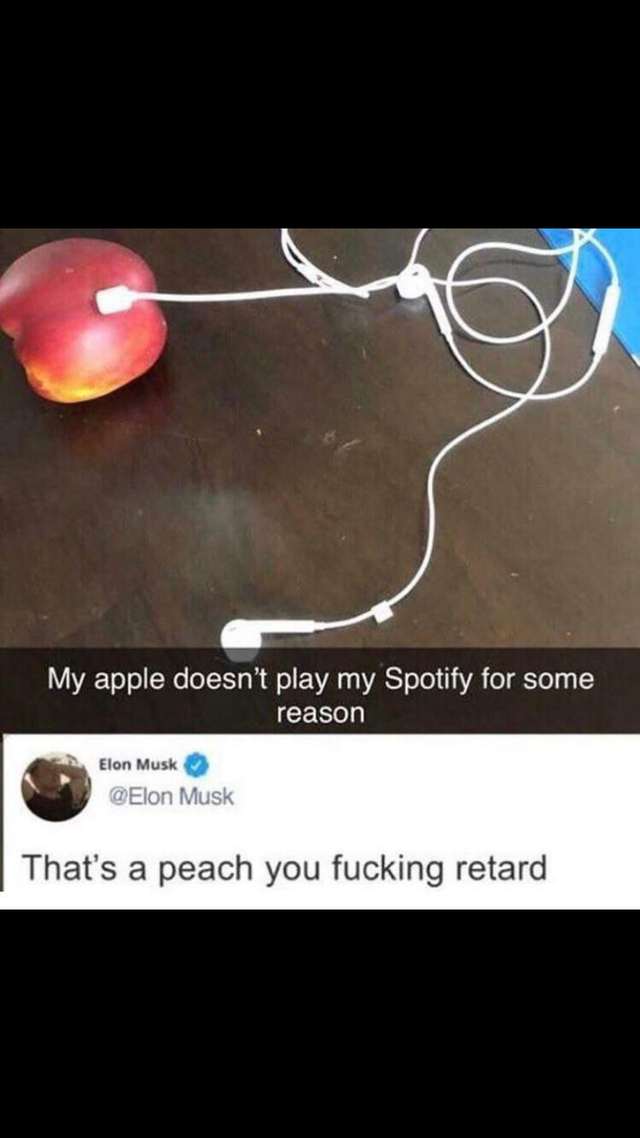 My apple doesn't play my Spotify for some
reason
Elon Musk
@Elon Musk
That's a peach you fucking retard